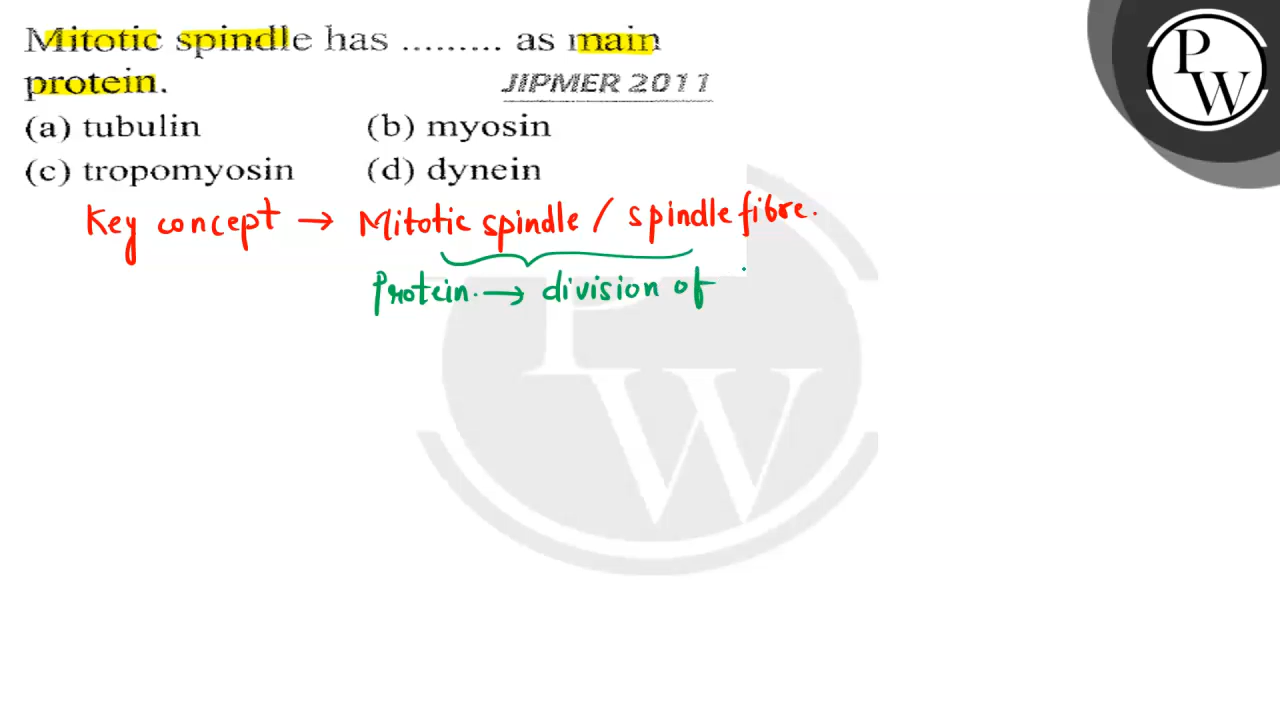 Mitotic spindle has ......... as main
protein.
JIPMER 2011
(a) tubulin (b) myosin
(c) tropomyosin (d) dynein
Key concept → Mitotic spindle / spindle fibre.
Protein. → division of
P
W
P
W